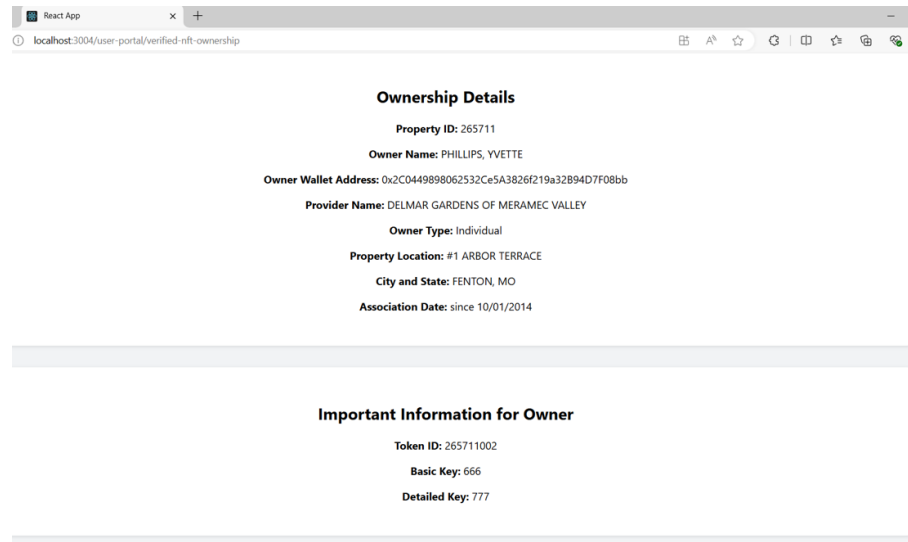 React App
localhost:3004/user-portal/verified-nft-ownership
Ownership Details
Property ID: 265711
Owner Name: PHILLIPS, YVETTE
Owner Wallet Address: 0x2C0449898062532Ce5A3826f219a32B94D7F08bb
Provider Name: DELMAR GARDENS OF MERAMEC VALLEY
Owner Type: Individual
Property Location: #1 ARBOR TERRACE
City and State: FENTON, MO
Association Date: since 10/01/2014
Important Information for Owner
Token ID: 265711002
Basic Key: 666
Detailed Key: 777